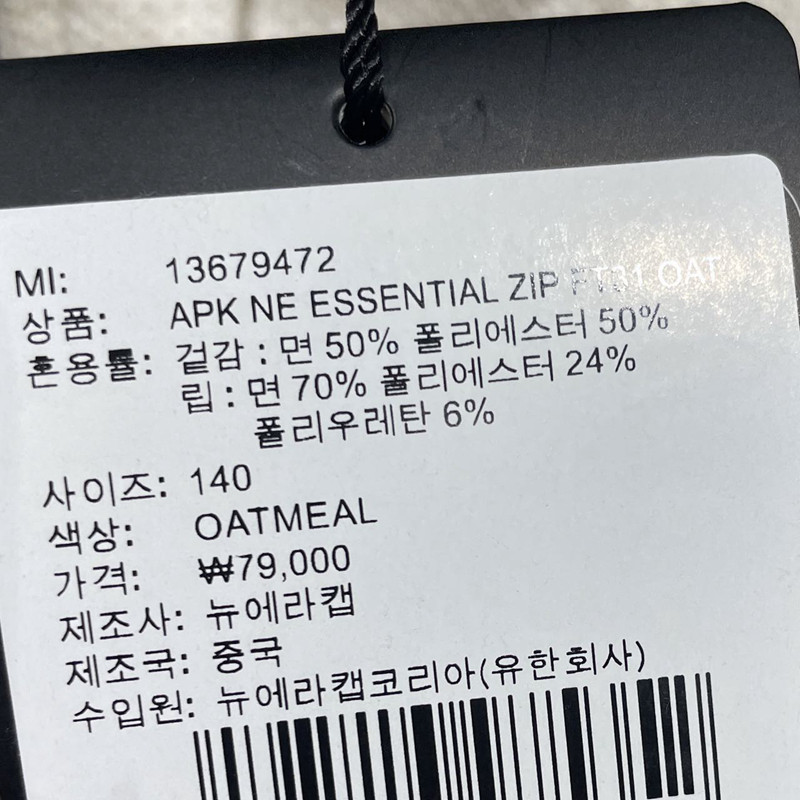 MI: 13679472
상품: APK NE ESSENTIAL ZIP FT31 OAT
혼용률: 겉감 : 면 50% 폴리에스터 50%
립 : 면 70% 폴리에스터 24%
폴리우레탄 6%
사이즈: 140
색상: OATMEAL
가격: ₩79,000
제조사: 뉴에라캡
제조국: 중국
수입원: 뉴에라캡코리아(유한회사)